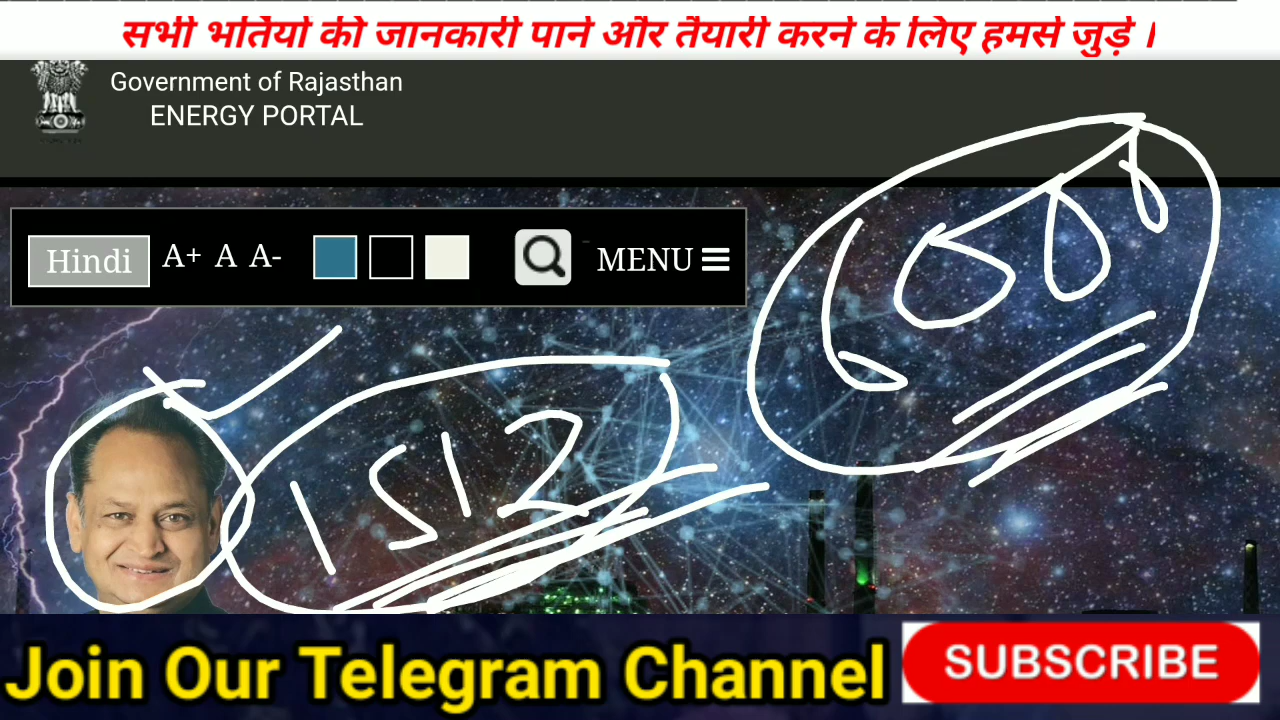 सभी भर्तियों की जानकारी पाने और तैयारी करने के लिए हमसे जुड़े ।
Government of Rajasthan
ENERGY PORTAL
Hindi A+ A A- MENU
1512
6000
Join Our Telegram Channel SUBSCRIBE